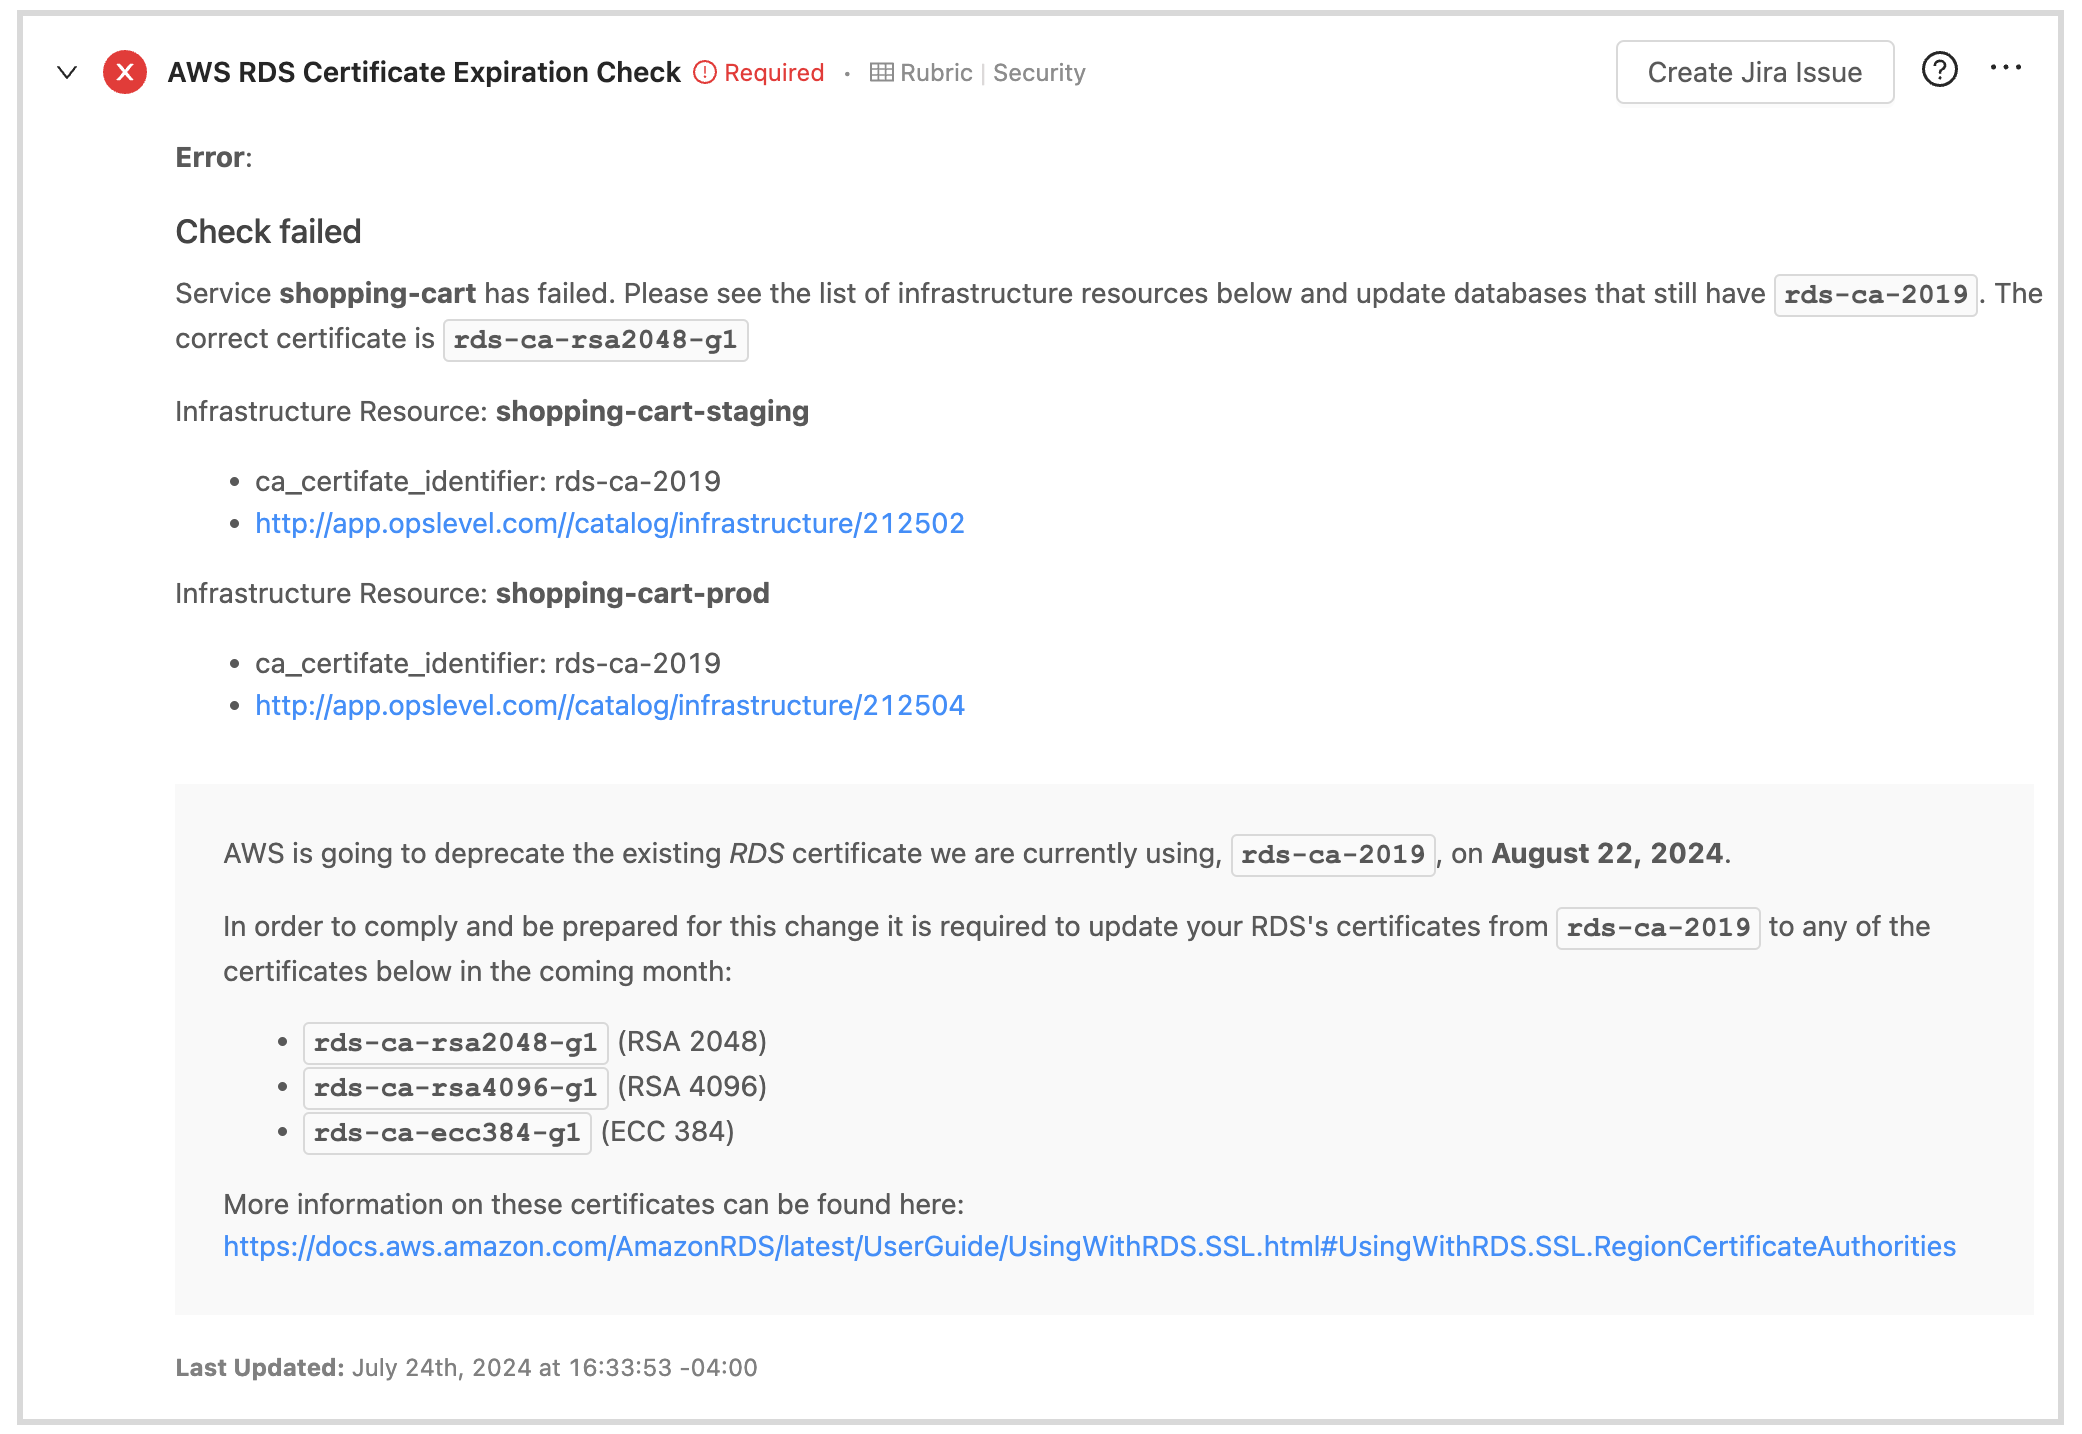 AWS RDS Certificate Expiration Check Required · Rubric | Security Create Jira Issue
Error:
Check failed
Service shopping-cart has failed. Please see the list of infrastructure resources below and update databases that still have rds-ca-2019. The
correct certificate is rds-ca-rsa2048-g1
Infrastructure Resource: shopping-cart-staging
• ca_certifate_identifier: rds-ca-2019
• http://app.opslevel.com//catalog/infrastructure/212502
Infrastructure Resource: shopping-cart-prod
• ca_certifate_identifier: rds-ca-2019
• http://app.opslevel.com//catalog/infrastructure/212504
AWS is going to deprecate the existing RDS certificate we are currently using, rds-ca-2019, on August 22, 2024.
In order to comply and be prepared for this change it is required to update your RDS's certificates from rds-ca-2019 to any of the
certificates below in the coming month:
• rds-ca-rsa2048-g1 (RSA 2048)
• rds-ca-rsa4096-g1 (RSA 4096)
• rds-ca-ecc384-g1 (ECC 384)
More information on these certificates can be found here:
https://docs.aws.amazon.com/AmazonRDS/latest/UserGuide/UsingWithRDS.SSL.html#UsingWithRDS.SSL.RegionCertificateAuthorities
Last Updated: July 24th, 2024 at 16:33:53 -04:00